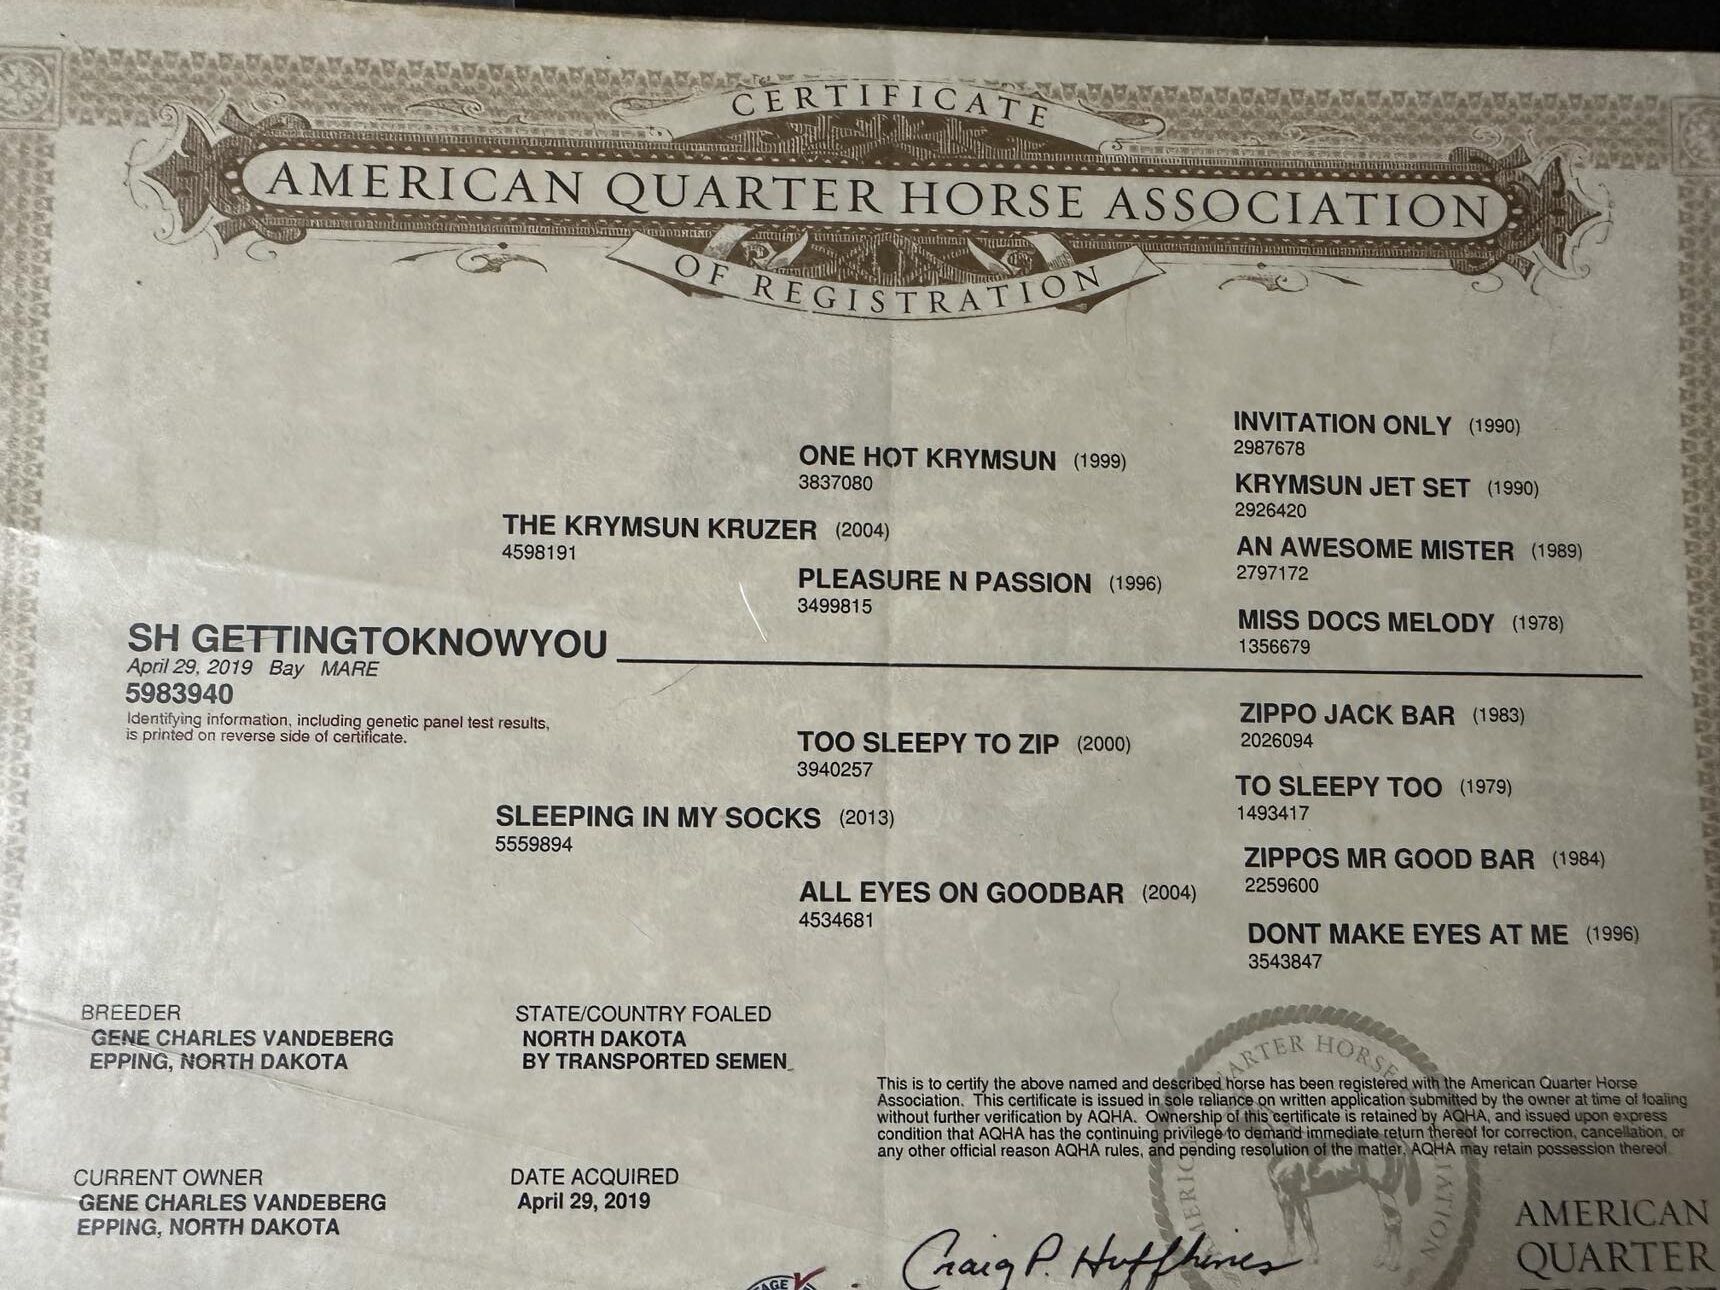 CERTIFICATE
AMERICAN QUARTER HORSE ASSOCIATION
OF REGISTRATION
INVITATION ONLY (1990)
2987678
ONE HOT KRYMSUN (1999)
3837080
KRYMSUN JET SET (1990)
2926420
THE KRYMSUN KRUZER (2004)
4598191
AN AWESOME MISTER (1989)
2797172
PLEASURE N PASSION (1996)
3499815
MISS DOCS MELODY (1978)
1356679
SH GETTINGTOKNOWYOU
April 29, 2019 Bay MARE
5983940
Identifying information, including genetic panel test results,
is printed on reverse side of certificate.
ZIPPO JACK BAR (1983)
2026094
TOO SLEEPY TO ZIP (2000)
3940257
TO SLEEPY TOO (1979)
1493417
SLEEPING IN MY SOCKS (2013)
5559894
ZIPPOS MR GOOD BAR (1984)
2259600
ALL EYES ON GOODBAR (2004)
4534681
DONT MAKE EYES AT ME (1996)
3543847
BREEDER
GENE CHARLES VANDEBERG
EPPING, NORTH DAKOTA
STATE/COUNTRY FOALED
NORTH DAKOTA
BY TRANSPORTED SEMEN
This is to certify the above named and described horse has been registered with the American Quarter Horse
Association. This certificate is issued in sole reliance on written application submitted by the owner at time of foaling
without further verification by AQHA. Ownership of this certificate is retained by AQHA, and issued upon express
condition that AQHA has the continuing privilege to demand immediate return thereof for correction, cancellation, or
any other official reason AQHA rules, and pending resolution of the matter, AQHA may retain possession thereof.
CURRENT OWNER
GENE CHARLES VANDEBERG
EPPING, NORTH DAKOTA
DATE ACQUIRED
April 29, 2019
Craig P. Huffhines
AMERICAN
QUARTER